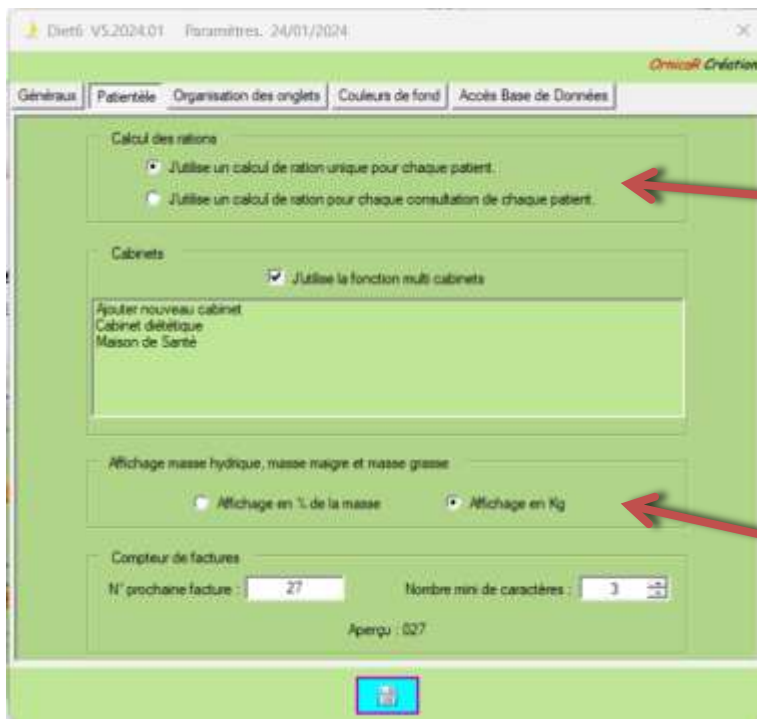 Diet6 V5.2024.01 Paramètres. 24/01/2024
OrnicaR Création
Généraux Patientèle Organisation des onglets Couleurs de fond Accès Base de Données
Calcul des rations
J'utilise un calcul de ration unique pour chaque patient.
J'utilise un calcul de ration pour chaque consultation de chaque patient.
Cabinets
J'utilise la fonction multi cabinets
Ajouter nouveau cabinet
Cabinet diététique
Maison de Santé
Affichage masse hydrique, masse maigre et masse grasse
Affichage en % de la masse Affichage en Kg
Compteur de factures
N° prochaine facture : 27 Nombre mini de caractères : 3
Aperçu : 027